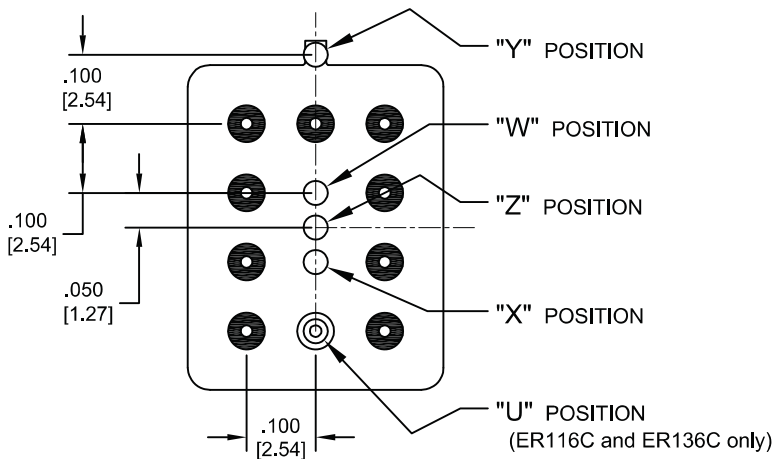 "Y" POSITION
.100
[2.54]
"W" POSITION
"Z" POSITION
.100
[2.54]
.050
[1.27]
"X" POSITION
"U" POSITION
(ER116C and ER136C only)
.100
[2.54]